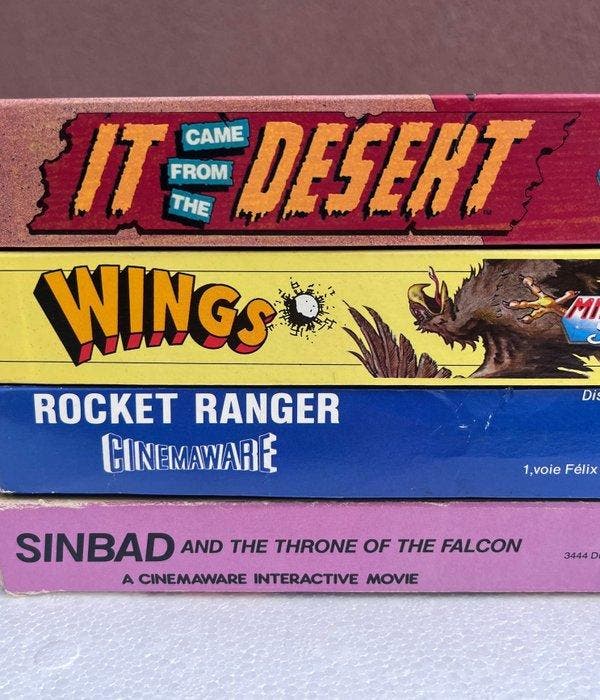 IT CAME FROM THE DESERT
WINGS
MI
ROCKET RANGER
Dis
CINEMAWARE
1,voie Félix
SINBAD AND THE THRONE OF THE FALCON
3444 D
A CINEMAWARE INTERACTIVE MOVIE